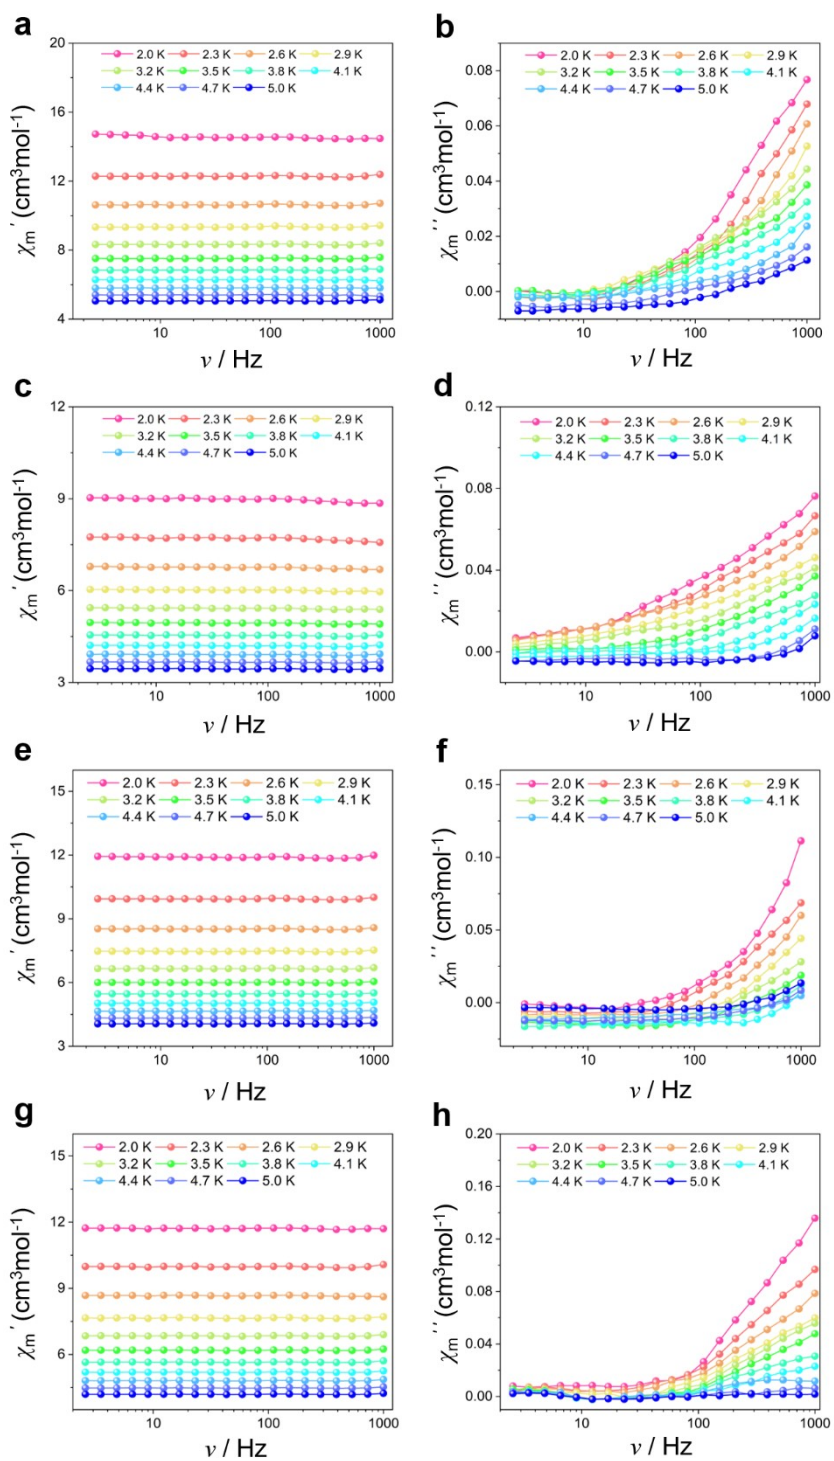 a
20
2.0 K 2.3 K 2.6 K 2.9 K
3.2 K 3.5 K 3.8 K 4.1 K
4.4 K 4.7 K 5.0 K
16
12
8
4
χm′ (cm³mol⁻¹)
10 100 1000
ν / Hz
b
2.0 K 2.3 K 2.6 K 2.9 K
3.2 K 3.5 K 3.8 K 4.1 K
4.4 K 4.7 K 5.0 K
0.08
0.06
0.04
0.02
0.00
χm′′ (cm³mol⁻¹)
10 100 1000
ν / Hz
c
12
2.0 K 2.3 K 2.6 K 2.9 K
3.2 K 3.5 K 3.8 K 4.1 K
4.4 K 4.7 K 5.0 K
9
6
3
χm′ (cm³mol⁻¹)
10 100 1000
ν / Hz
d
0.12
2.0 K 2.3 K 2.6 K 2.9 K
3.2 K 3.5 K 3.8 K 4.1 K
4.4 K 4.7 K 5.0 K
0.08
0.04
0.00
χm′′ (cm³mol⁻¹)
10 100 1000
ν / Hz
e
15
2.0 K 2.3 K 2.6 K 2.9 K
3.2 K 3.5 K 3.8 K 4.1 K
4.4 K 4.7 K 5.0 K
12
9
6
3
χm′ (cm³mol⁻¹)
10 100 1000
ν / Hz
f
0.15
2.0 K 2.3 K 2.6 K 2.9 K
3.2 K 3.5 K 3.8 K 4.1 K
4.4 K 4.7 K 5.0 K
0.10
0.05
0.00
χm′′ (cm³mol⁻¹)
10 100 1000
ν / Hz
g
15
2.0 K 2.3 K 2.6 K 2.9 K
3.2 K 3.5 K 3.8 K 4.1 K
4.4 K 4.7 K 5.0 K
12
9
6
χm′ (cm³mol⁻¹)
10 100 1000
ν / Hz
h
0.20
2.0 K 2.3 K 2.6 K 2.9 K
3.2 K 3.5 K 3.8 K 4.1 K
4.4 K 4.7 K 5.0 K
0.16
0.12
0.08
0.04
0.00
χm′′ (cm³mol⁻¹)
10 100 1000
ν / Hz